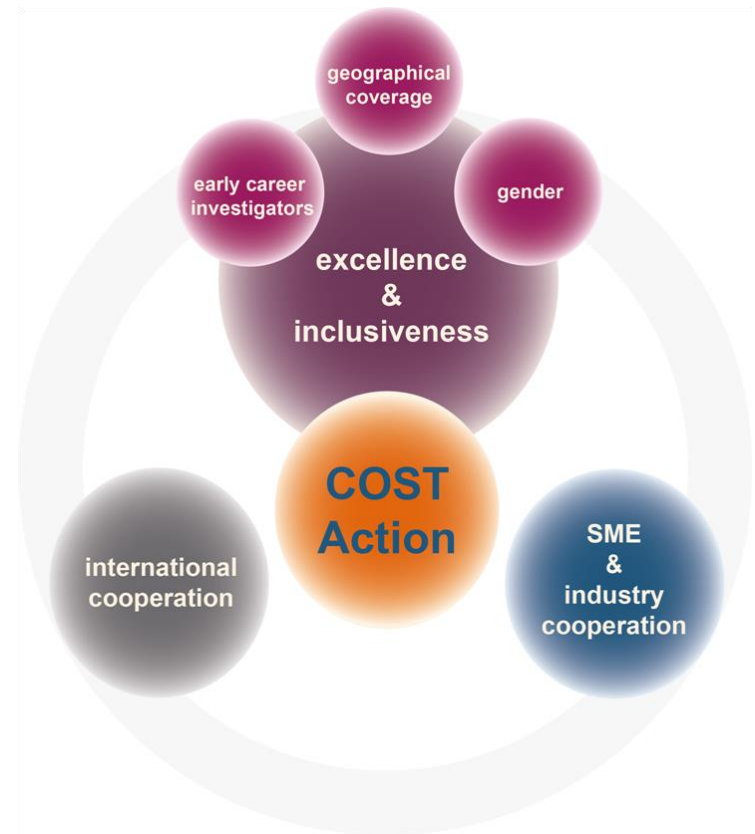 geographical
coverage
early career
investigators
gender
excellence
&
inclusiveness
COST
Action
international
cooperation
SME
&
industry
cooperation